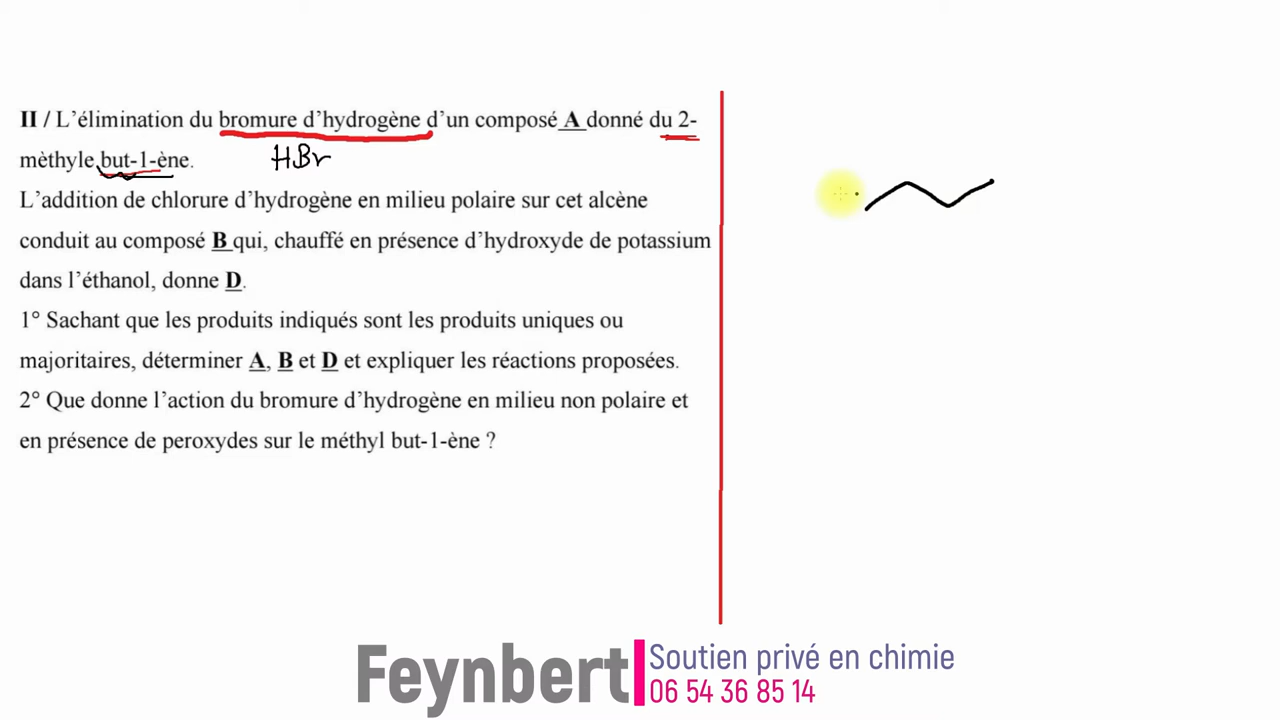 II / L'élimination du bromure d'hydrogène d'un composé A donné du 2-
mèthyle but-1-ène.
HBr
L'addition de chlorure d'hydrogène en milieu polaire sur cet alcène
conduit au composé B qui, chauffé en présence d'hydroxyde de potassium
dans l'éthanol, donne D.
1° Sachant que les produits indiqués sont les produits uniques ou
majoritaires, déterminer A, B et D et expliquer les réactions proposées.
2° Que donne l'action du bromure d'hydrogène en milieu non polaire et
en présence de peroxydes sur le méthyl but-1-ène ?
Feynbert
Soutien privé en chimie
06 54 36 85 14